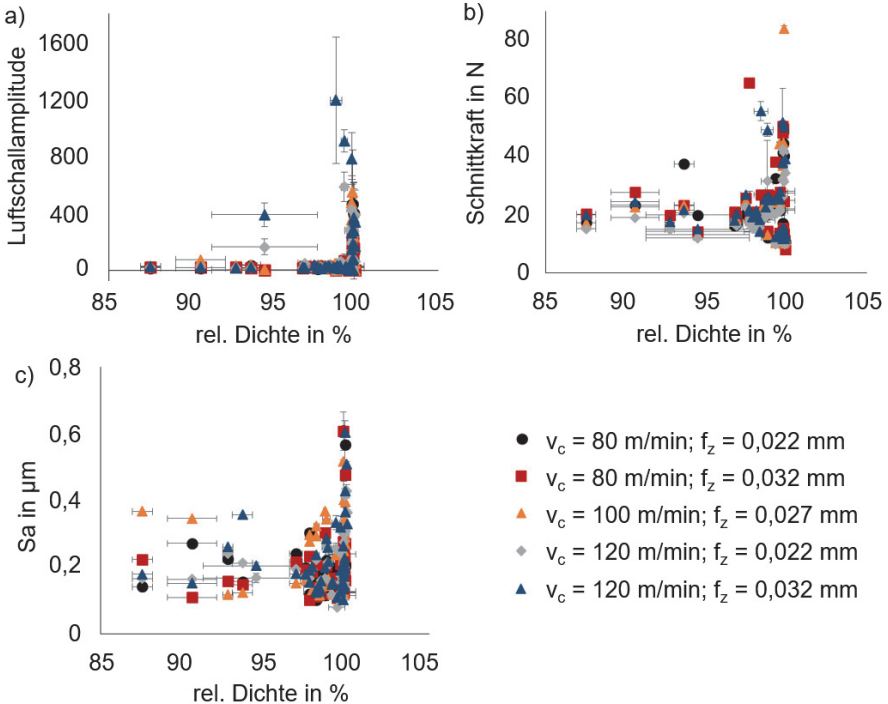 a)
Luftschallamplitude
1600
1200
800
400
0
85 90 95 100 105
rel. Dichte in %
b)
Schnittkraft in N
80
60
40
20
0
85 90 95 100 105
rel. Dichte in %
c)
Sa in µm
0,8
0,6
0,4
0,2
0
85 90 95 100 105
rel. Dichte in %
v_c = 80 m/min; f_z = 0,022 mm
v_c = 80 m/min; f_z = 0,032 mm
v_c = 100 m/min; f_z = 0,027 mm
v_c = 120 m/min; f_z = 0,022 mm
v_c = 120 m/min; f_z = 0,032 mm